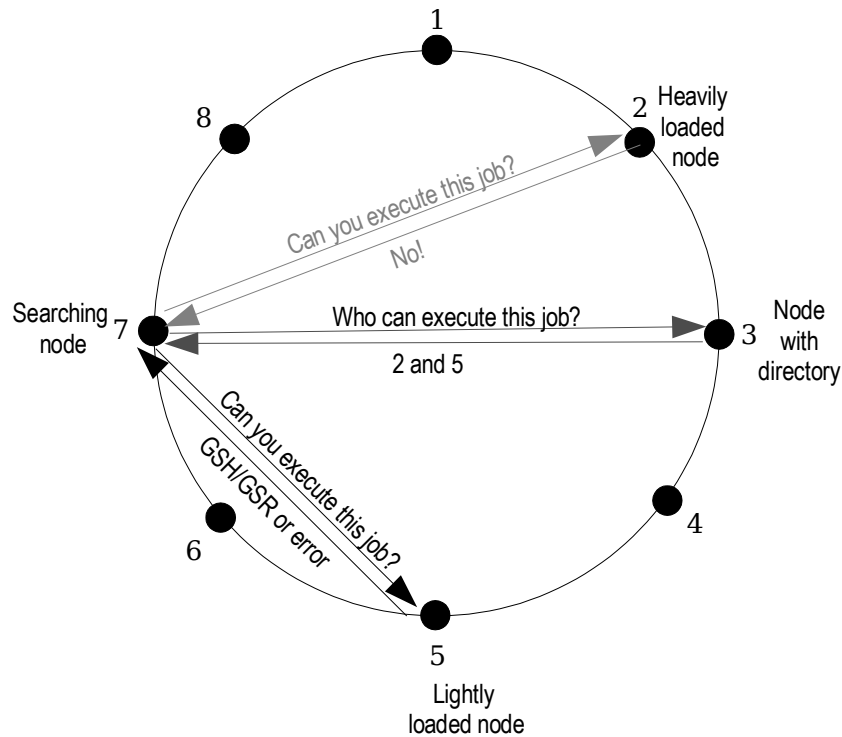 1
2
Heavily
loaded
node
8
Can you execute this job?
No!
Searching
node
7
Who can execute this job?
2 and 5
3
Node
with
directory
Can you execute this job?
GSH/GSR or error
4
6
5
Lightly
loaded node